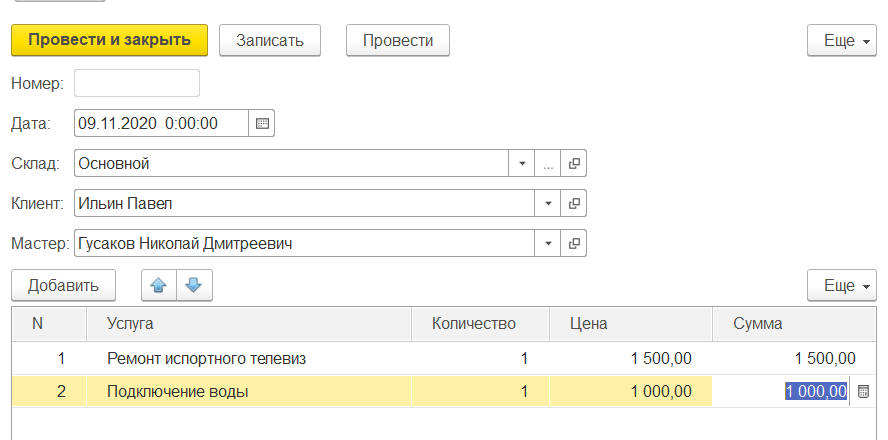 Провести и закрыть Записать Провести Еще
Номер:
Дата: 09.11.2020 0:00:00
Склад: Основной ...
Клиент: Ильин Павел
Мастер: Гусаков Николай Дмитреевич
Добавить Еще
N Услуга Количество Цена Сумма
1 Ремонт испортного телевиз 1 1 500,00 1 500,00
2 Подключение воды 1 1 000,00 1 000,00